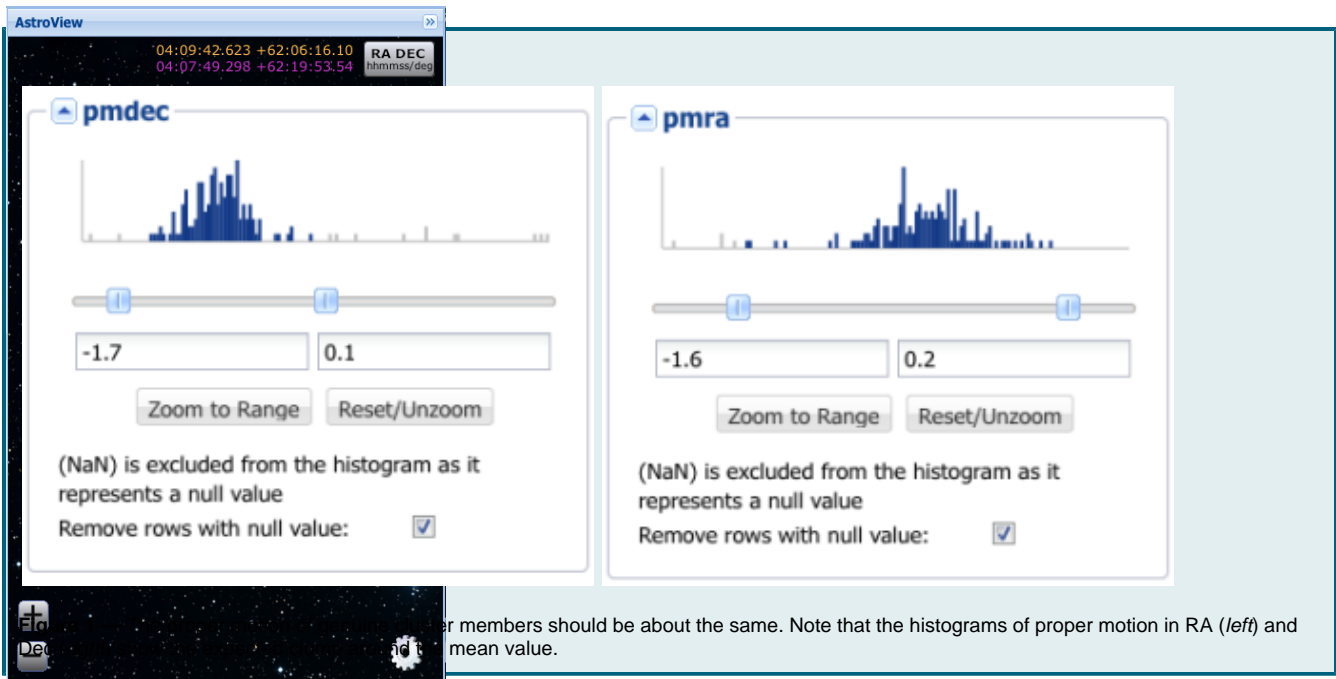 AstroView
04:09:42.623 +62:06:16.10
04:07:49.298 +62:19:53.54
RA DEC
hhmmss/deg
pmdec
-1.7 0.1
Zoom to Range Reset/Unzoom
(NaN) is excluded from the histogram as it
represents a null value
Remove rows with null value:
pmra
-1.6 0.2
Zoom to Range Reset/Unzoom
(NaN) is excluded from the histogram as it
represents a null value
Remove rows with null value:
members should be about the same. Note that the histograms of proper motion in RA (left) and
mean value.